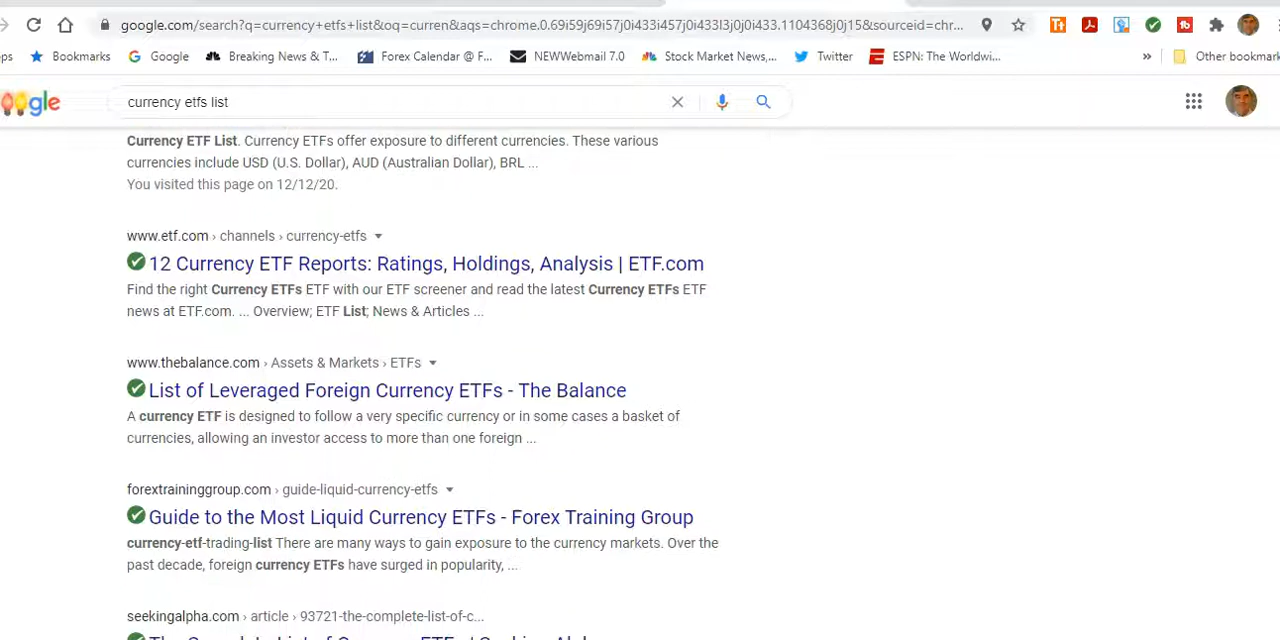 google.com/search?q=currency+etfs+list&oq=curren&aqs=chrome.0.69i59j69i57j0i433i457j0i433l3j0j0i433.1104368j0j15&sourceid=chr...
ps Bookmarks Google Breaking News & T... Forex Calendar @ F... NEWWebmail 7.0 Stock Market News,... Twitter ESPN: The Worldwi... » Other bookmar
gle currency etfs list
Currency ETF List. Currency ETFs offer exposure to different currencies. These various
currencies include USD (U.S. Dollar), AUD (Australian Dollar), BRL ...
You visited this page on 12/12/20.
www.etf.com › channels › currency-etfs
12 Currency ETF Reports: Ratings, Holdings, Analysis | ETF.com
Find the right Currency ETFs ETF with our ETF screener and read the latest Currency ETFs ETF
news at ETF.com. ... Overview; ETF List; News & Articles ...
www.thebalance.com › Assets & Markets › ETFs
List of Leveraged Foreign Currency ETFs - The Balance
A currency ETF is designed to follow a very specific currency or in some cases a basket of
currencies, allowing an investor access to more than one foreign ...
forextraininggroup.com › guide-liquid-currency-etfs
Guide to the Most Liquid Currency ETFs - Forex Training Group
currency-etf-trading-list There are many ways to gain exposure to the currency markets. Over the
past decade, foreign currency ETFs have surged in popularity, ...
seekingalpha.com › article › 93721-the-complete-list-of-c...